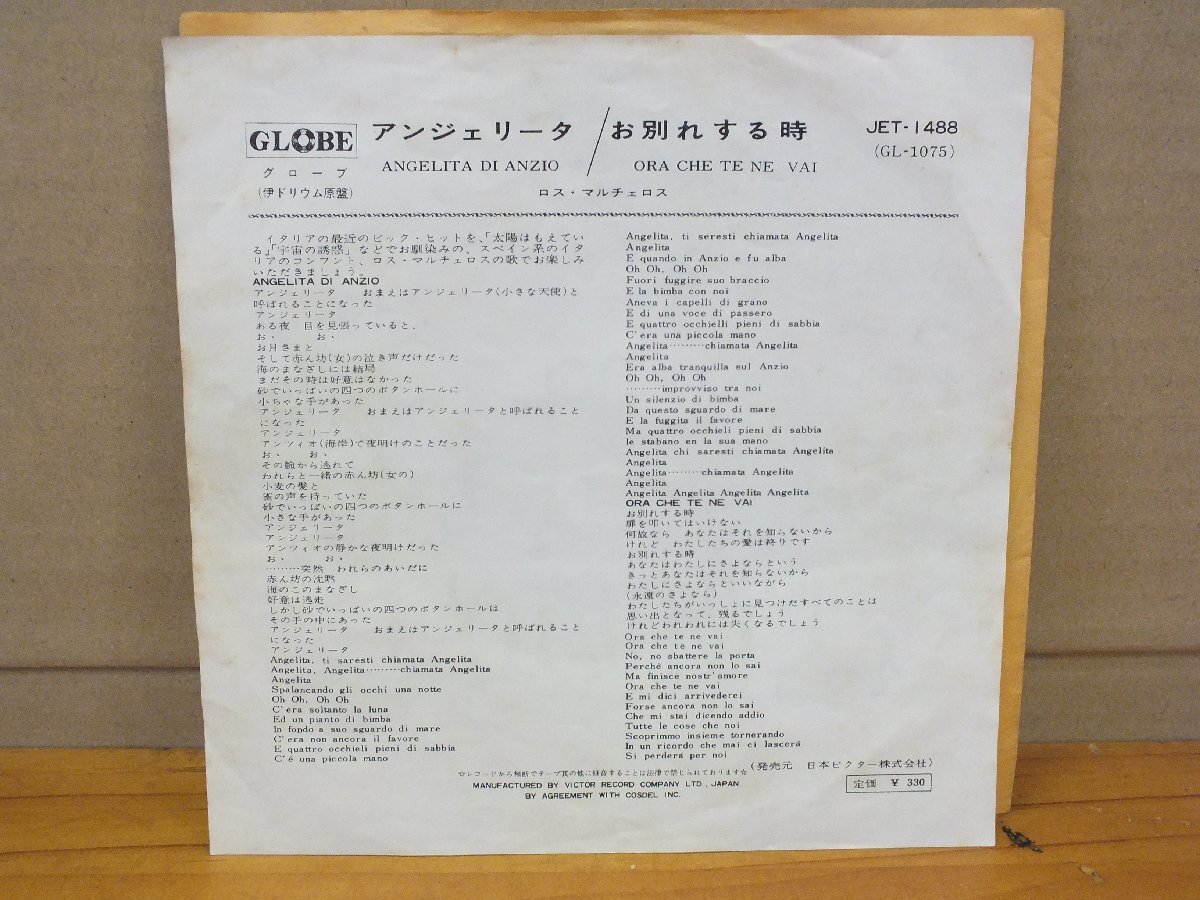 GLOBE
グローブ
(伊ドリウム原盤)
アンジェリータ／お別れする時
ANGELITA DI ANZIO
ORA CHE TE NE VAI
ロス・マルチェロス
JET-1488
(GL-1075)
イタリアの最近のビック・ヒットを、「太陽はもえてい
る」「宇宙の誘惑」などでお馴染みの、スペイン系のイタ
リアのコンフント、ロス・マルチェロスの歌でお楽しみ
いただきましょう。
ANGELITA DI ANZIO
アンジェリータ　おまえはアンジェリータ(小さな天使)と
呼ばれることになった
アンジェリータ
ある夜　目を見張っていると、
お、　お、
お月さまと
そして赤ん坊(女)の泣き声だけだった
海のまなざしには結局
まだその時は好意はなかった
砂でいっぱいの四つのボタンホールに
小ちゃな手があった
アンジェリータ　おまえはアンジェリータと呼ばれること
になった
アンジェリータ
アンツィオ(海岸)で夜明けのことだった
お、　お、
その腕から逃れて
われらと一緒の赤ん坊(女の)
小麦の髪と
雀の声を持っていた
砂でいっぱいの四つのボタンホールに
小さな手があった
アンジェリータ
アンジェリータ
アンツィオの静かな夜明けだった
お、　お、
………突然　われらのあいだに
赤ん坊の沈黙
海のこのまなざし
好意は逃走
しかし砂でいっぱいの四つのボタンホールは
その手の中にあった
アンジェリータ　おまえはアンジェリータと呼ばれること
になった
アンジェリータ
Angelita, ti saresti chiamata Angelita
Angelita, Angelita………chiamata Angelita
Angelita
Spalancando gli occhi una notte
Oh Oh, Oh Oh
C'era soltanto la luna
Ed un pianto di bimba
In fondo a suo sguardo di mare
C'era non ancora il favore
E quattro occhieli pieni di sabbia
C'é una piccola mano
Angelita, ti seresti chiamata Angelita
Angelita
E quando in Anzio e fu alba
Oh Oh, Oh Oh
Fuori fuggire suo braccio
E la bimba con noi
Aneva i capelli di grano
E di una voce di passero
E quattro occhielli pieni di sabbia
C'era una piccola mano
Angelita………chiamata Angelita
Angelita
Era alba tranquilla sul Anzio
Oh Oh, Oh Oh
………improvviso tra noi
Un silenzio di bimba
Da questo sguardo di mare
E la fuggita il favore
Ma quattro occhieli pieni di sabbia
le stabano en la sua mano
Angelita chi saresti chiamata Angelita
Angelita
Angelita………chiamata Angelita
Angelita
Angelita Angelita Angelita Angelita
ORA CHE TE NE VAI
お別れする時
扉を叩いてはいけない
何故なら　あなたはそれを知らないから
けれど　わたしたちの愛は終りです
お別れする時
あなたはわたしにさよならという
きっとあなたはそれを知らないから
わたしにさよならといいながら
(永遠のさよなら)
わたしたちがいっしょに見つけたすべてのことは
思い出となって、残るでしょう
けれどわれわれには失くなるでしょう
Ora che te ne vai
Ora che te ne vai
No, no sbattere la porta
Perché ancora non lo sai
Ma finisce nostr'amore
Ora che te ne vai
E mi dici arrivederci
Forse ancora non lo sai
Che mi stai dicendo addio
Tutte le cose che noi
Scoprimmo insieme tornerando
In un ricordo che mai ci lascerá
Si perderá per noi
(発売元　日本ビクター株式会社)
☆レコードから無断でテープ其の他に録音することは法律で禁じられております☆
MANUFACTURED BY VICTOR RECORD COMPANY LTD., JAPAN
BY AGREEMENT WITH COSDEL INC.
定価　¥ 330